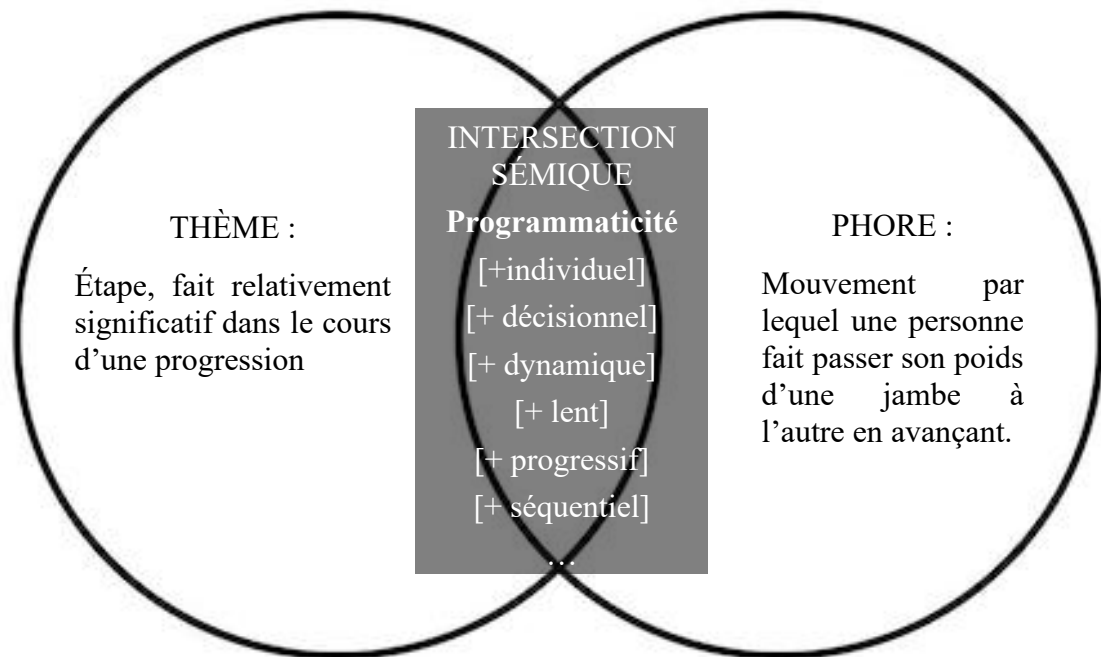 THÈME :
Étape, fait relativement
significatif dans le cours
d’une progression
INTERSECTION
SÉMIQUE
Programmaticité
[+individuel]
[+ décisionnel]
[+ dynamique]
[+ lent]
[+ progressif]
[+ séquentiel]
…
PHORE :
Mouvement par
lequel une personne
fait passer son poids
d’une jambe à
l’autre en avançant.